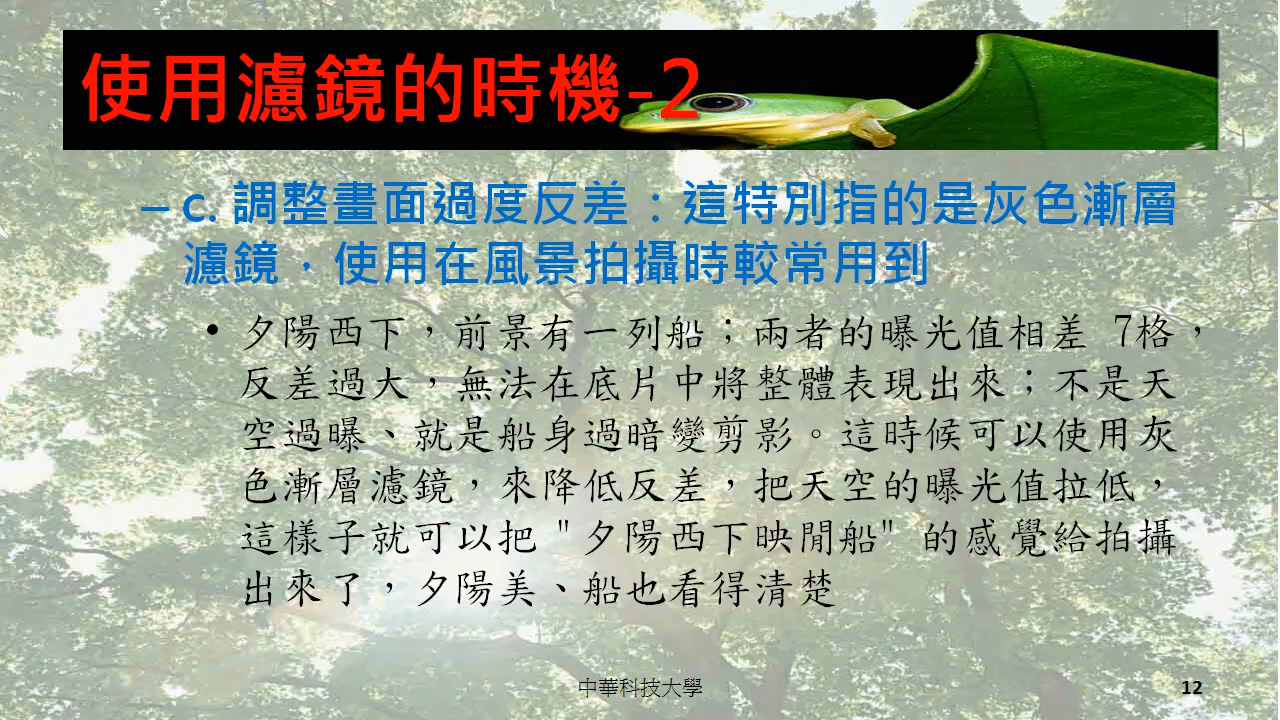 使用濾鏡的時機-2
– c. 調整畫面過度反差：這特別指的是灰色漸層
濾鏡，使用在風景拍攝時較常用到
• 夕陽西下，前景有一列船；兩者的曝光值相差 7格，
反差過大，無法在底片中將整體表現出來；不是天
空過曝、就是船身過暗變剪影。這時候可以使用灰
色漸層濾鏡，來降低反差，把天空的曝光值拉低，
這樣子就可以把 "夕陽西下映閒船" 的感覺給拍攝
出來了，夕陽美、船也看得清楚
中華科技大學
12